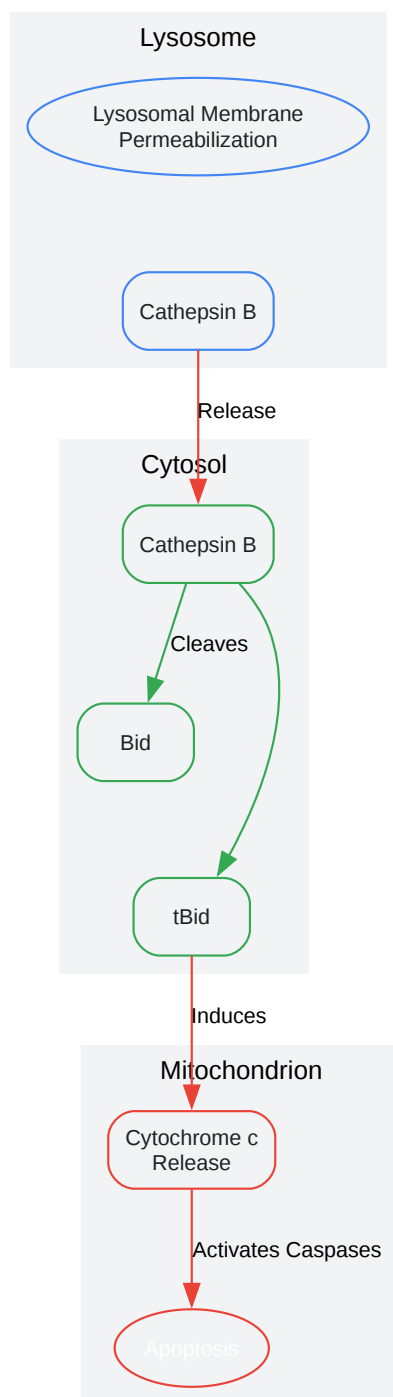 Lysosome
Lysosomal Membrane
Permeabilization
Cathepsin B
Release
Cytosol
Cathepsin B
Cleaves
Bid
tBid
Induces
Mitochondrion
Cytochrome c
Release
Activates Caspases
Apoptosis